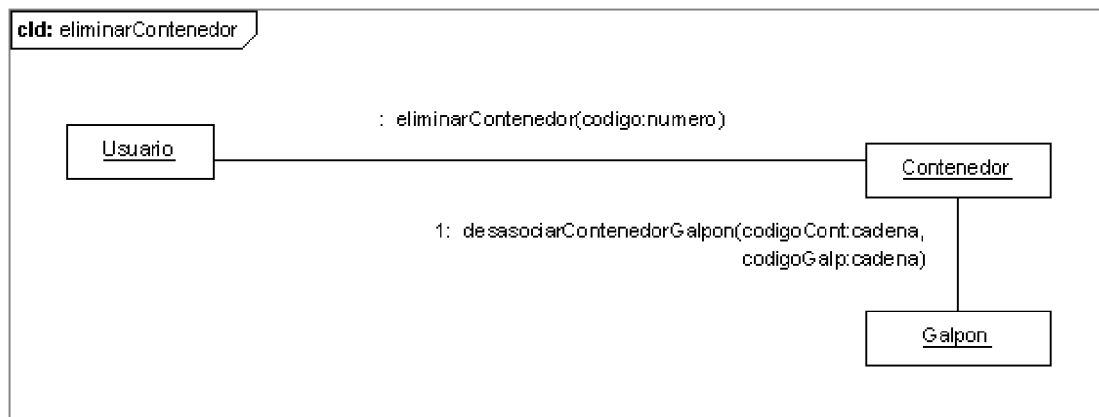 cld: eliminarContenedor
: eliminarContenedor(codigo:numero)
Usuario
Contenedor
1: desasociarContenedorGalpon(codigoCont:cadena,
codigoGalp:cadena)
Galpon